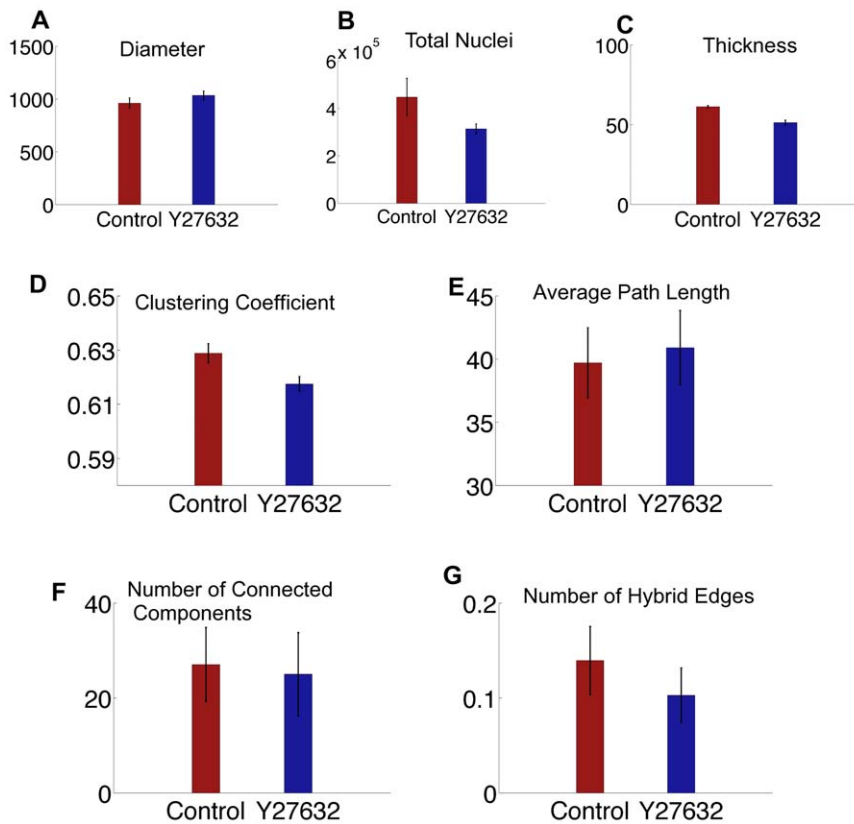 A
Diameter
1500
1000
500
0
Control Y27632
B
Total Nuclei
6 x 10^5
4
2
0
Control Y27632
C
Thickness
100
50
0
Control Y27632
D
Clustering Coefficient
0.65
0.63
0.61
0.59
Control Y27632
E
Average Path Length
45
40
35
30
Control Y27632
F
Number of Connected
Components
40
20
0
Control Y27632
G
Number of Hybrid Edges
0.2
0.1
0
Control Y27632